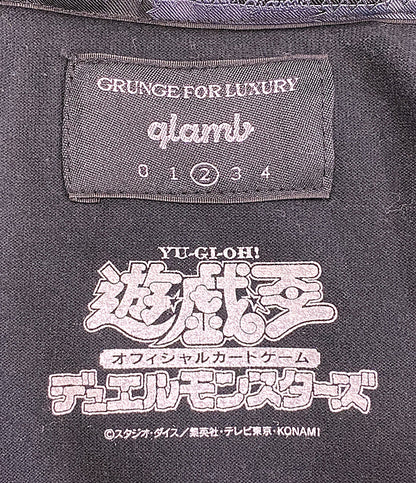 GRUNGE FOR LUXURY
glamb
0 1 2 3 4
YU-GI-OH!
遊戯王
オフィシャルカードゲーム
デュエルモンスターズ
©スタジオ・ダイス／集英社・テレビ東京・KONAMI